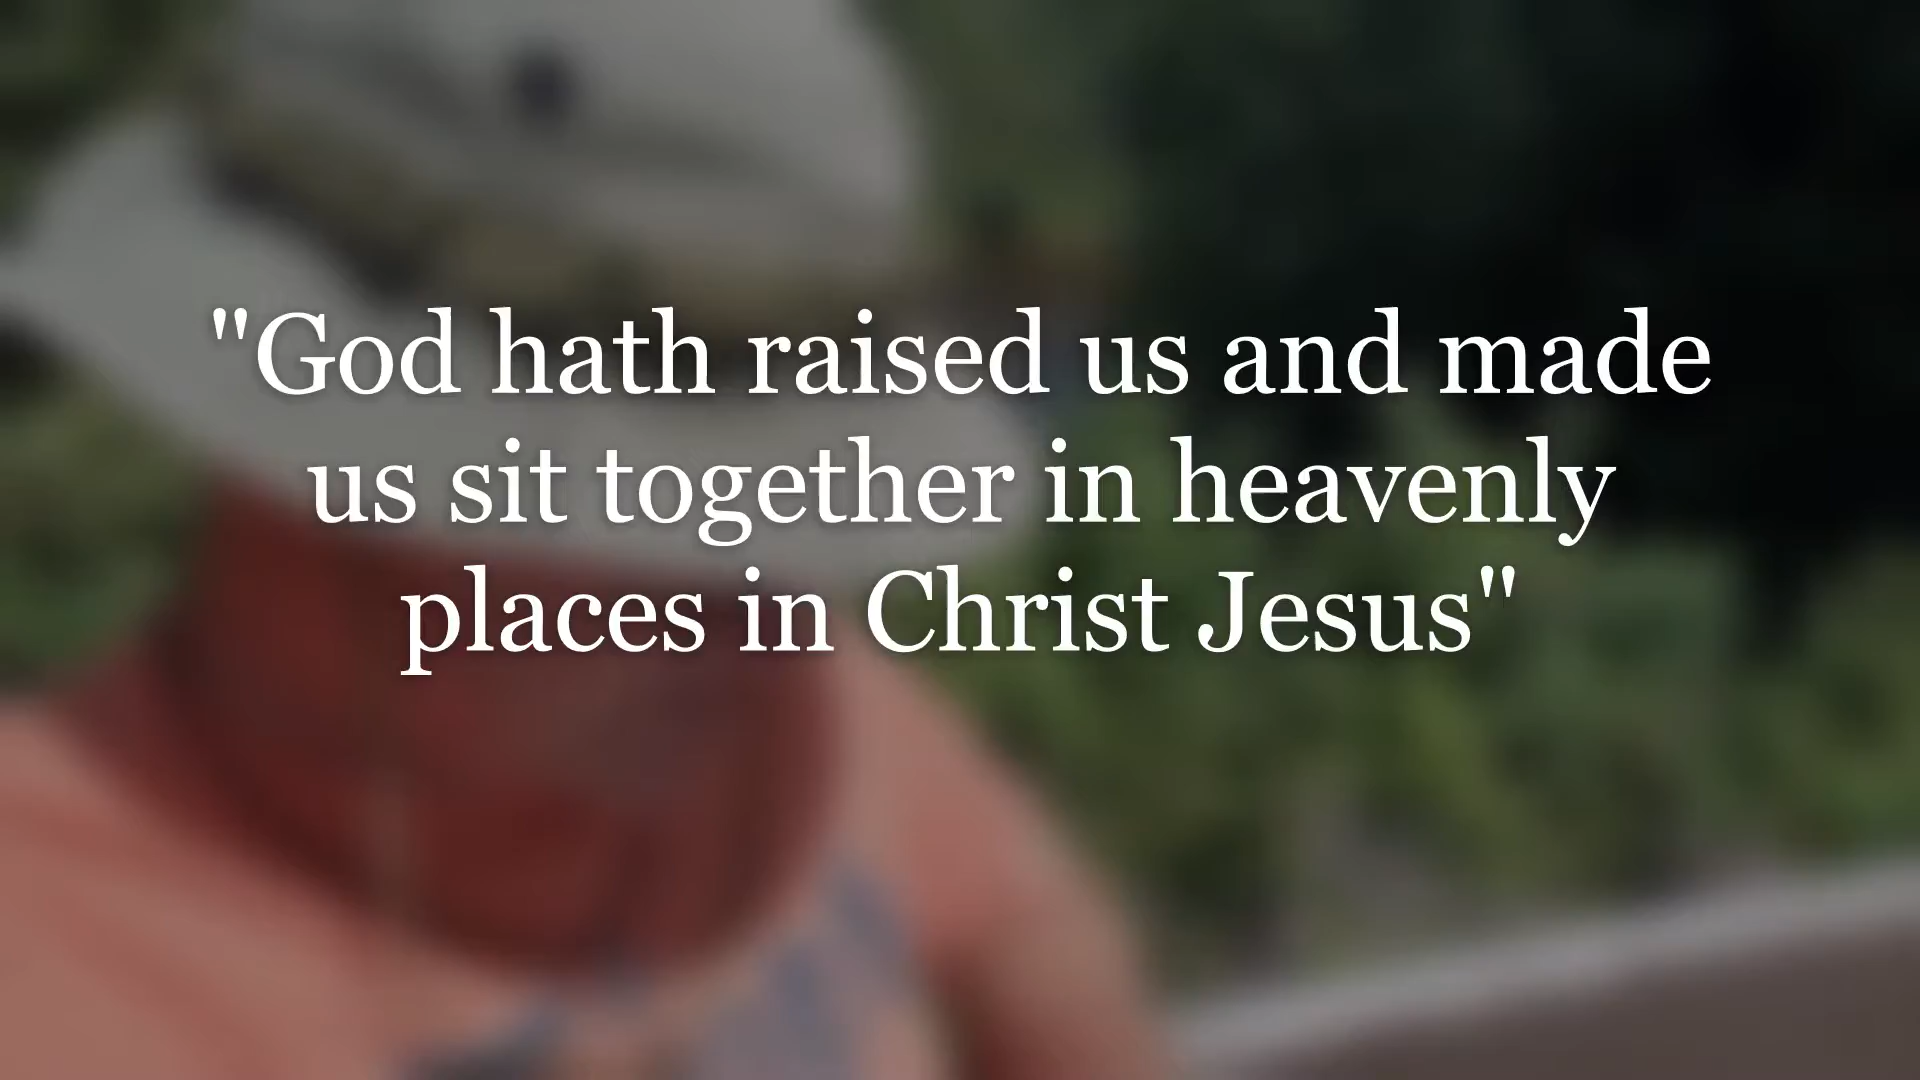 "God hath raised us and made
us sit together in heavenly
places in Christ Jesus"